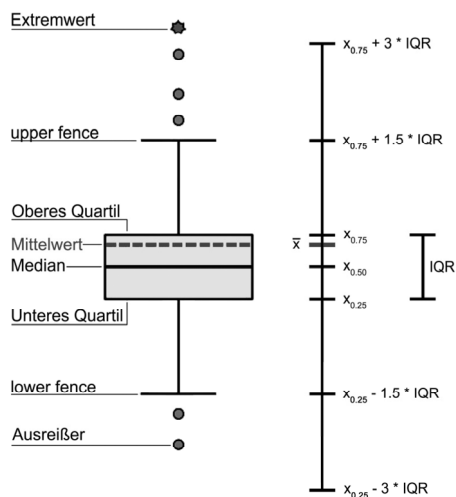 Extremwert
x0.75 + 3 * IQR
upper fence
x0.75 + 1.5 * IQR
Oberes Quartil
x0.75
Mittelwert
x̅
Median
x0.50
IQR
x0.25
Unteres Quartil
lower fence
x0.25 - 1.5 * IQR
Ausreißer
x0.25 - 3 * IQR